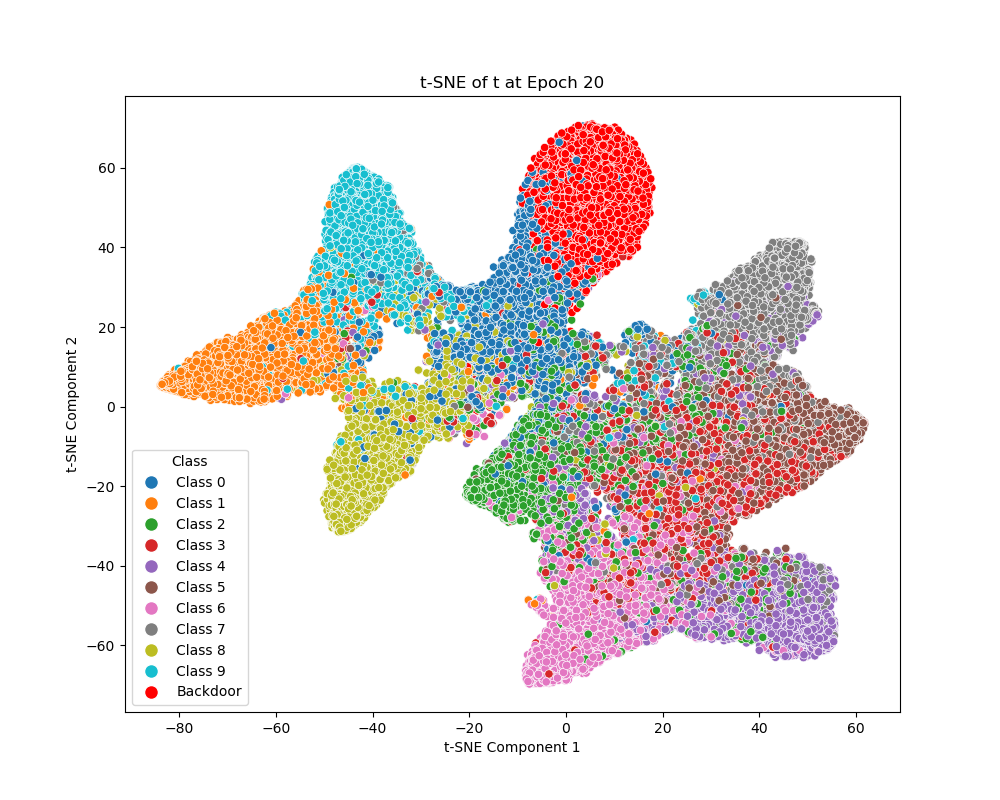 t-SNE of t at Epoch 20
t-SNE Component 2
60
40
20
0
−20
−40
−60
Class
Class 0
Class 1
Class 2
Class 3
Class 4
Class 5
Class 6
Class 7
Class 8
Class 9
Backdoor
−80
−60
−40
−20
0
20
40
60
t-SNE Component 1